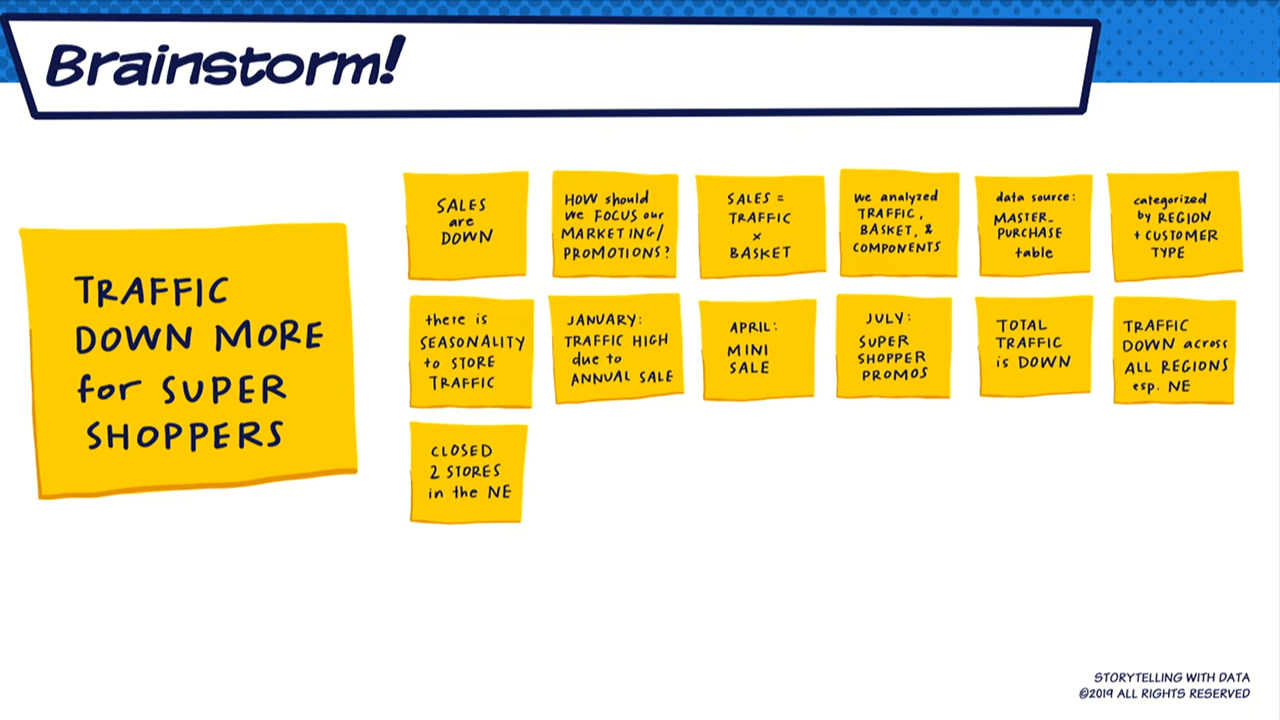 Brainstorm!
TRAFFIC
DOWN MORE
for SUPER
SHOPPERS
SALES
are
DOWN
HOW should
we FOCUS our
MARKETING/
PROMOTIONS?
SALES =
TRAFFIC
x
BASKET
we analyzed
TRAFFIC,
BASKET, &
COMPONENTS
data source:
MASTER_
PURCHASE
table
categorized
by REGION
+ CUSTOMER
TYPE
there is
SEASONALITY
to STORE
TRAFFIC
JANUARY:
TRAFFIC HIGH
due to
ANNUAL SALE
APRIL:
MINI
SALE
JULY:
SUPER
SHOPPER
PROMOS
TOTAL
TRAFFIC
is DOWN
TRAFFIC
DOWN across
ALL REGIONS
esp. NE
CLOSED
2 STORES
in the NE
STORYTELLING WITH DATA
©2019 ALL RIGHTS RESERVED